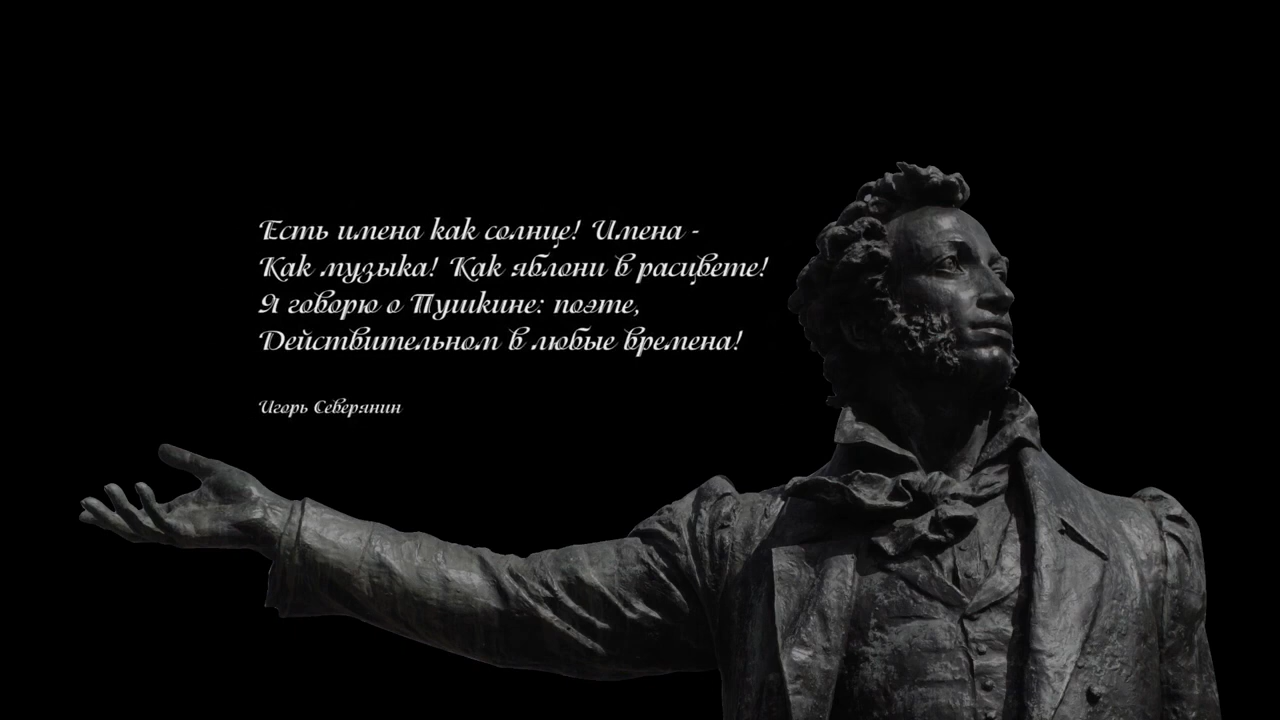 Есть имена как солнце! Имена -
Как музыка! Как яблони в расцвете!
Я говорю о Пушкине: поэте,
Действительном в любые времена!
Игорь Северянин